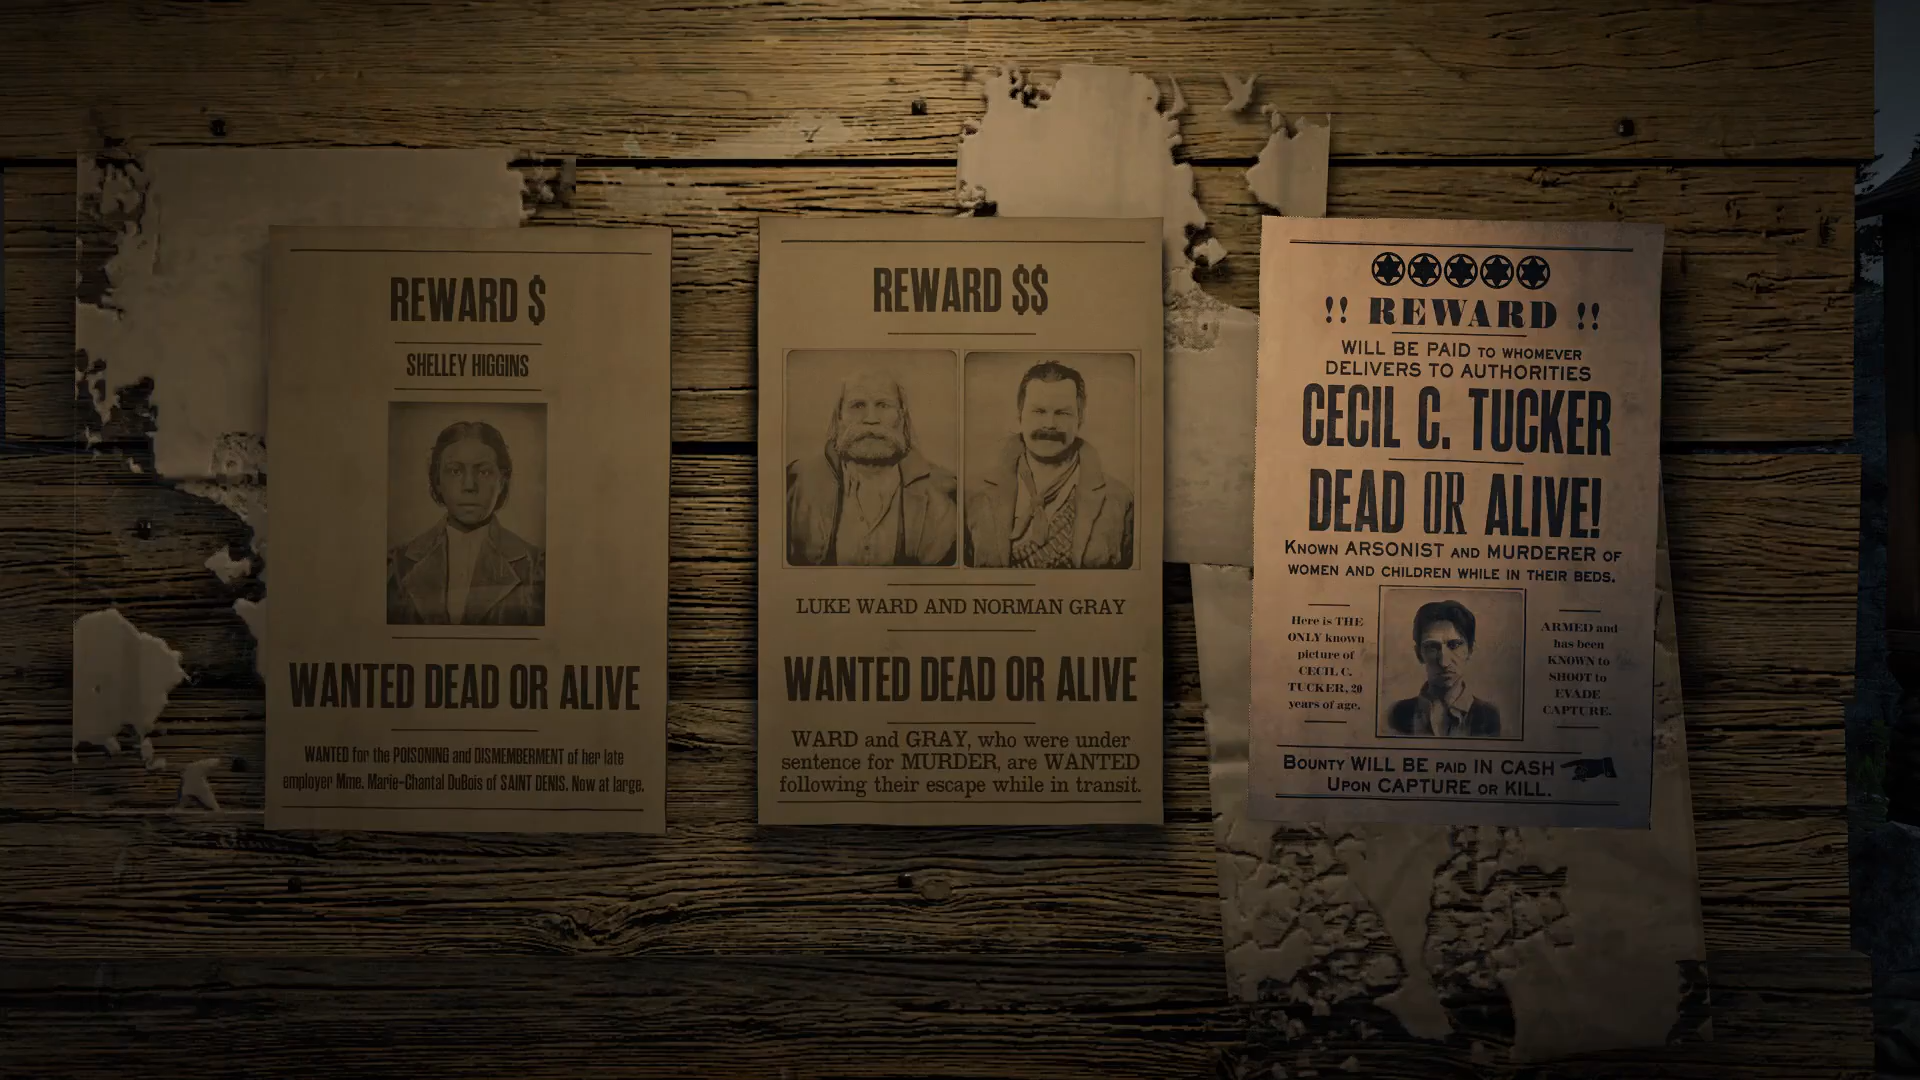 REWARD $
SHELLEY HIGGINS
WANTED DEAD OR ALIVE
WANTED for the POISONING and DISMEMBERMENT of her late
employer Mme. Marie-Chantal DuBois of SAINT DENIS. Now at large.
REWARD $$
LUKE WARD AND NORMAN GRAY
WANTED DEAD OR ALIVE
WARD and GRAY, who were under
sentence for MURDER, are WANTED
following their escape while in transit.
!! REWARD !!
WILL BE PAID TO WHOMEVER
DELIVERS TO AUTHORITIES
CECIL C. TUCKER
DEAD OR ALIVE!
KNOWN ARSONIST AND MURDERER OF
WOMEN AND CHILDREN WHILE IN THEIR BEDS.
Here is THE
ONLY known
picture of
CECIL C.
TUCKER, 20
years of age.
ARMED and
has been
KNOWN to
SHOOT to
EVADE
CAPTURE.
BOUNTY WILL BE PAID IN CASH
UPON CAPTURE OR KILL.